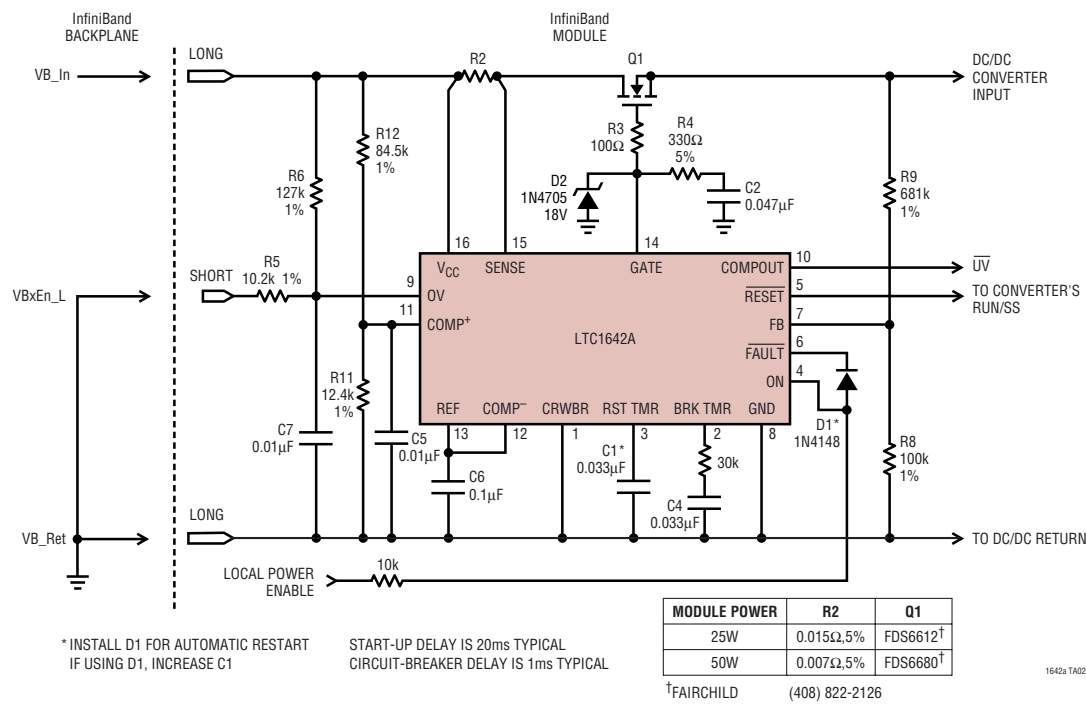 InfiniBand
BACKPLANE
InfiniBand
MODULE
LONG
R2
Q1
VB_In
DC/DC
CONVERTER
INPUT
R12
84.5k
1%
R3
100Ω
R4
330Ω
5%
R6
127k
1%
D2
1N4705
18V
C2
0.047µF
R9
681k
1%
16
15
14
VCC
SENSE
GATE
COMPOUT
10
UV
R5
10.2k 1%
SHORT
VBxEn_L
9
OV
RESET
5
TO CONVERTER'S
RUN/SS
11
COMP+
FB
7
LTC1642A
FAULT
6
ON
4
R11
12.4k
1%
REF
COMP–
CRWBR
RST TMR
BRK TMR
GND
13
12
1
3
2
8
D1*
1N4148
C7
0.01µF
C5
0.01µF
C6
0.1µF
C1*
0.033µF
30k
C4
0.033µF
R8
100k
1%
VB_Ret
LONG
TO DC/DC RETURN
LOCAL POWER
ENABLE
10k
* INSTALL D1 FOR AUTOMATIC RESTART
IF USING D1, INCREASE C1
START-UP DELAY IS 20ms TYPICAL
CIRCUIT-BREAKER DELAY IS 1ms TYPICAL
MODULE POWER R2 Q1
25W 0.015Ω,5% FDS6612†
50W 0.007Ω,5% FDS6680†
†FAIRCHILD (408) 822-2126
1642a TA02